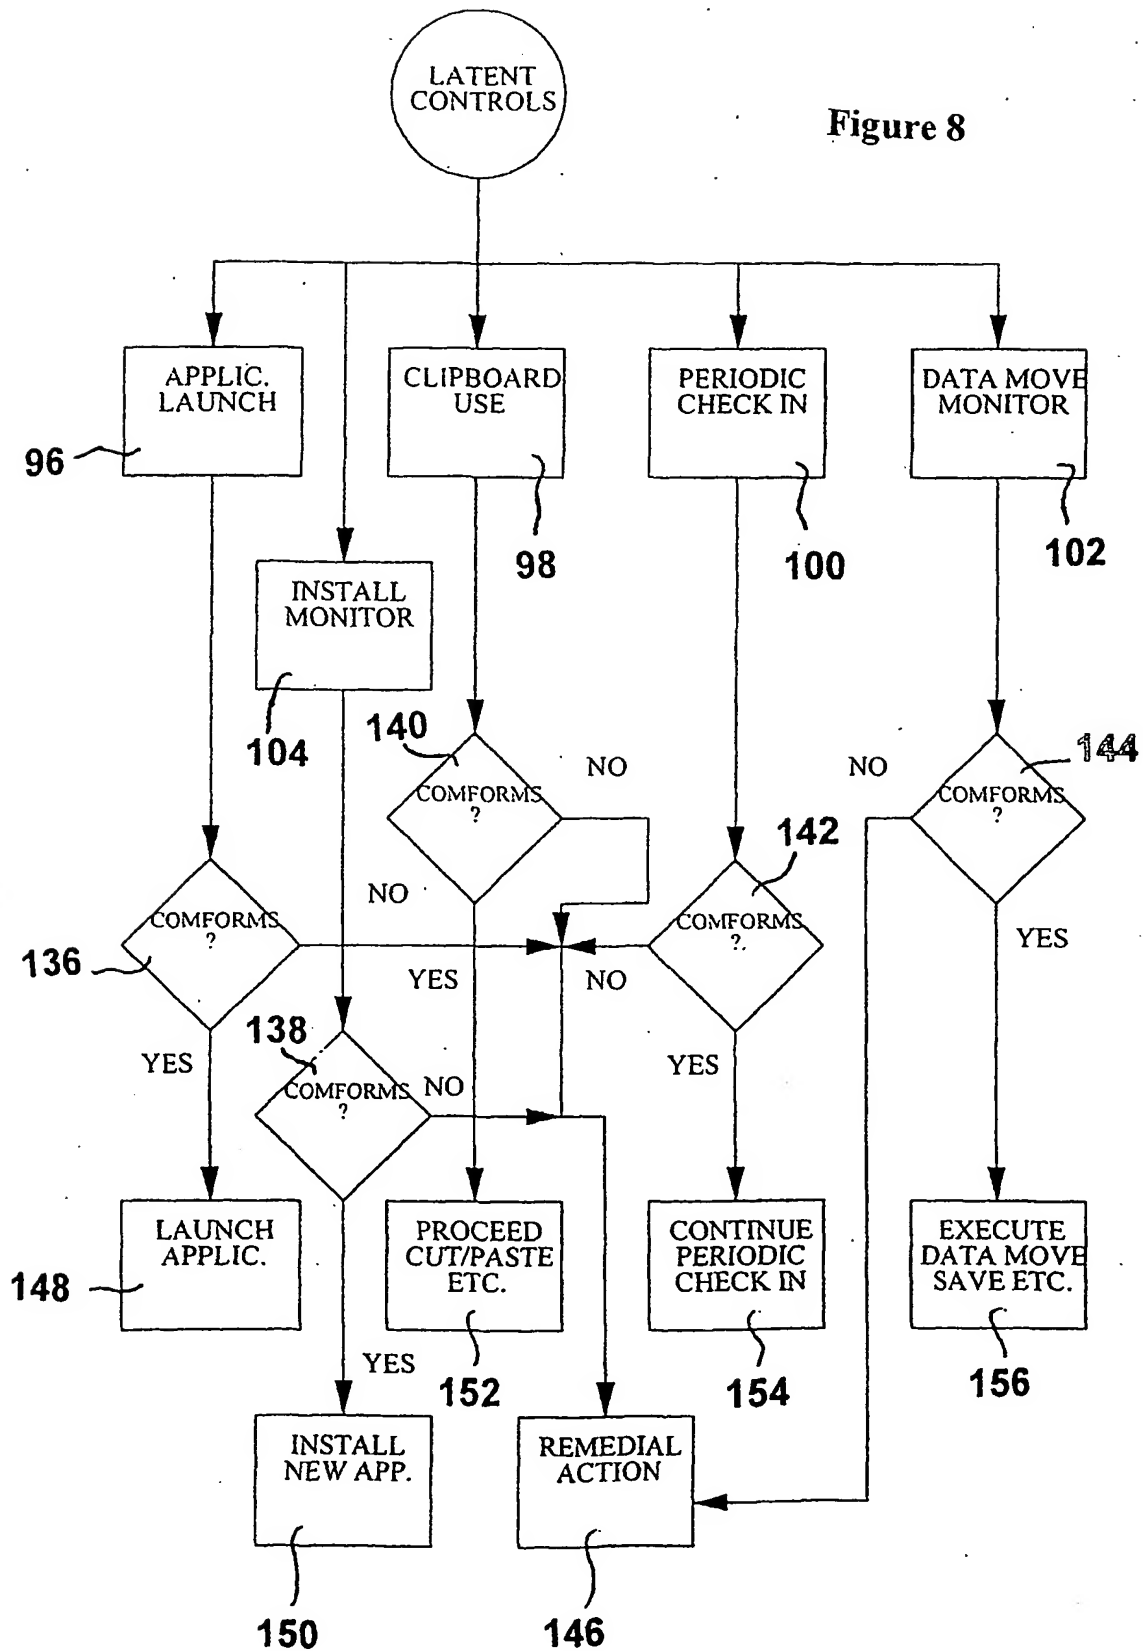 LATENT
CONTROLS
Figure 8
APPLIC.
LAUNCH
CLIPBOARD
USE
PERIODIC
CHECK IN
DATA MOVE
MONITOR
96
98
100
102
INSTALL
MONITOR
104
140
NO
NO
144
COMFORMS
?
COMFORMS
?
142
NO
COMFORMS
?
COMFORMS
?
136
YES
NO
YES
138
YES
YES
COMFORMS
?
NO
LAUNCH
APPLIC.
PROCEED
CUT/PASTE
ETC.
CONTINUE
PERIODIC
CHECK IN
EXECUTE
DATA MOVE
SAVE ETC.
148
YES
152
154
156
INSTALL
NEW APP.
REMEDIAL
ACTION
150
146